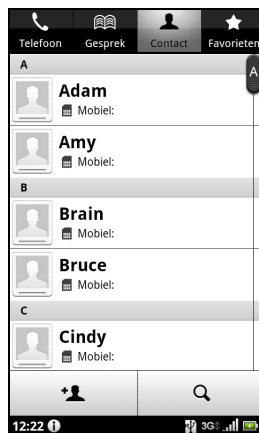 Telefoon Gesprek Contact Favorieten
A
A
Adam
Mobiel:
Amy
Mobiel:
B
Brain
Mobiel:
Bruce
Mobiel:
C
Cindy
Mobiel:
12:22 3G